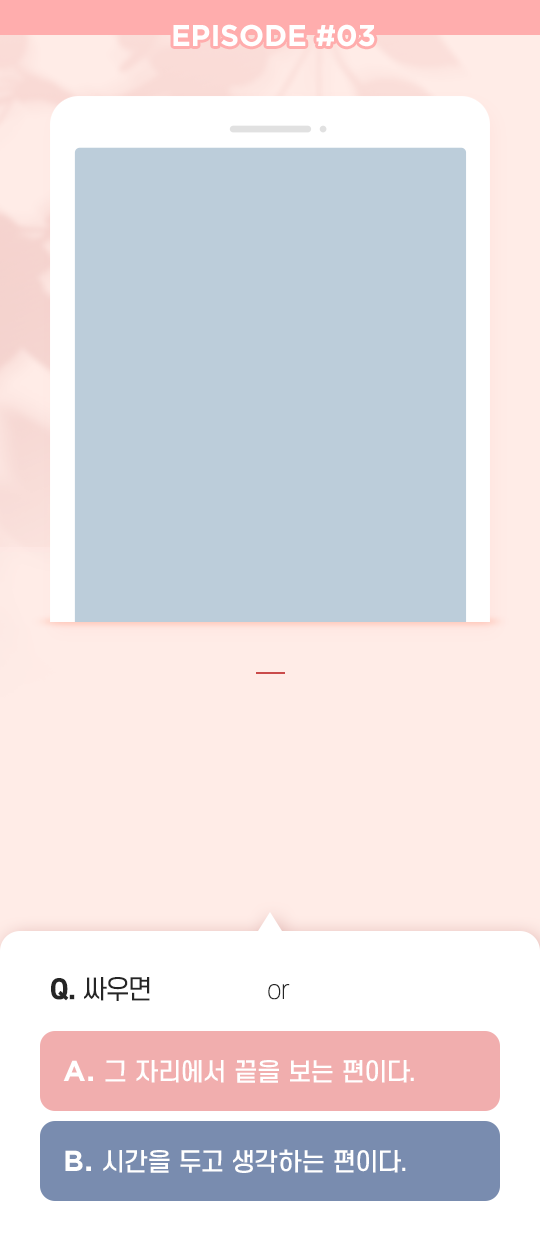 EPISODE #03
Q. 싸우면 or
A. 그 자리에서 끝을 보는 편이다.
B. 시간을 두고 생각하는 편이다.